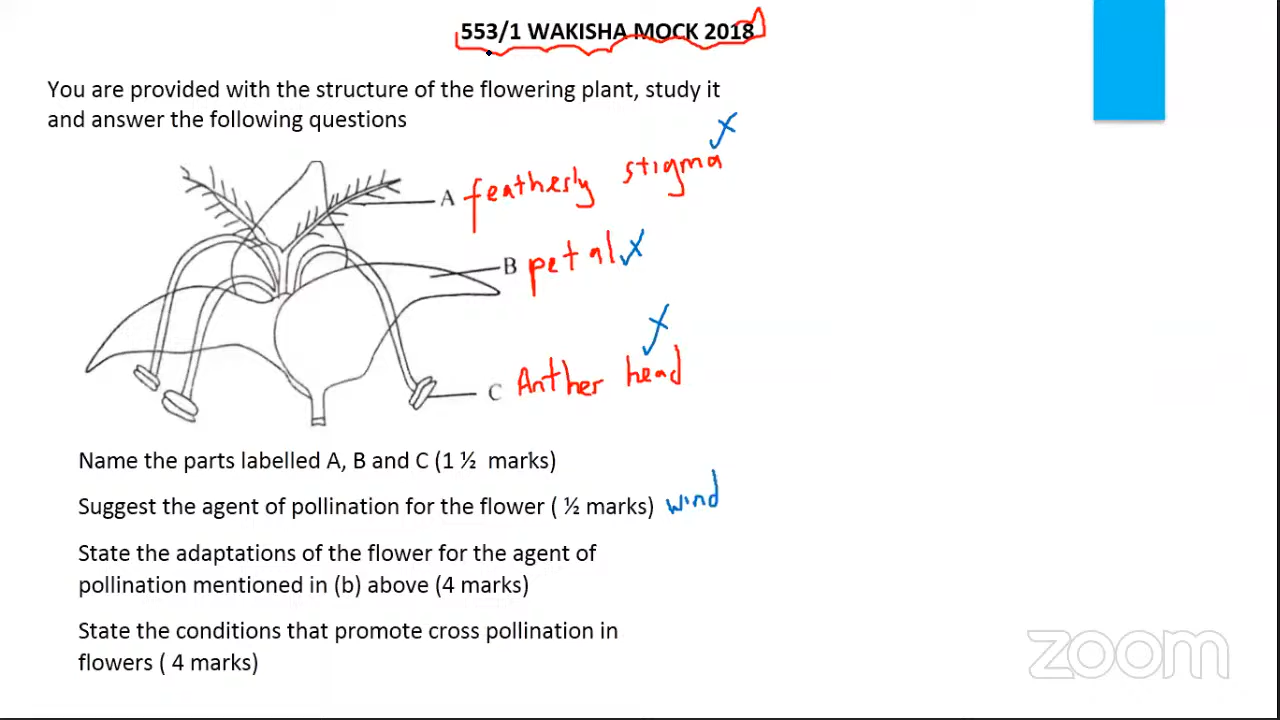 553/1 WAKISHA MOCK 2018
You are provided with the structure of the flowering plant, study it
and answer the following questions
A featherly stigma
B petal
C Anther head
Name the parts labelled A, B and C (1 ½ marks)
Suggest the agent of pollination for the flower ( ½ marks) wind
State the adaptations of the flower for the agent of
pollination mentioned in (b) above (4 marks)
State the conditions that promote cross pollination in
flowers ( 4 marks)
zoom